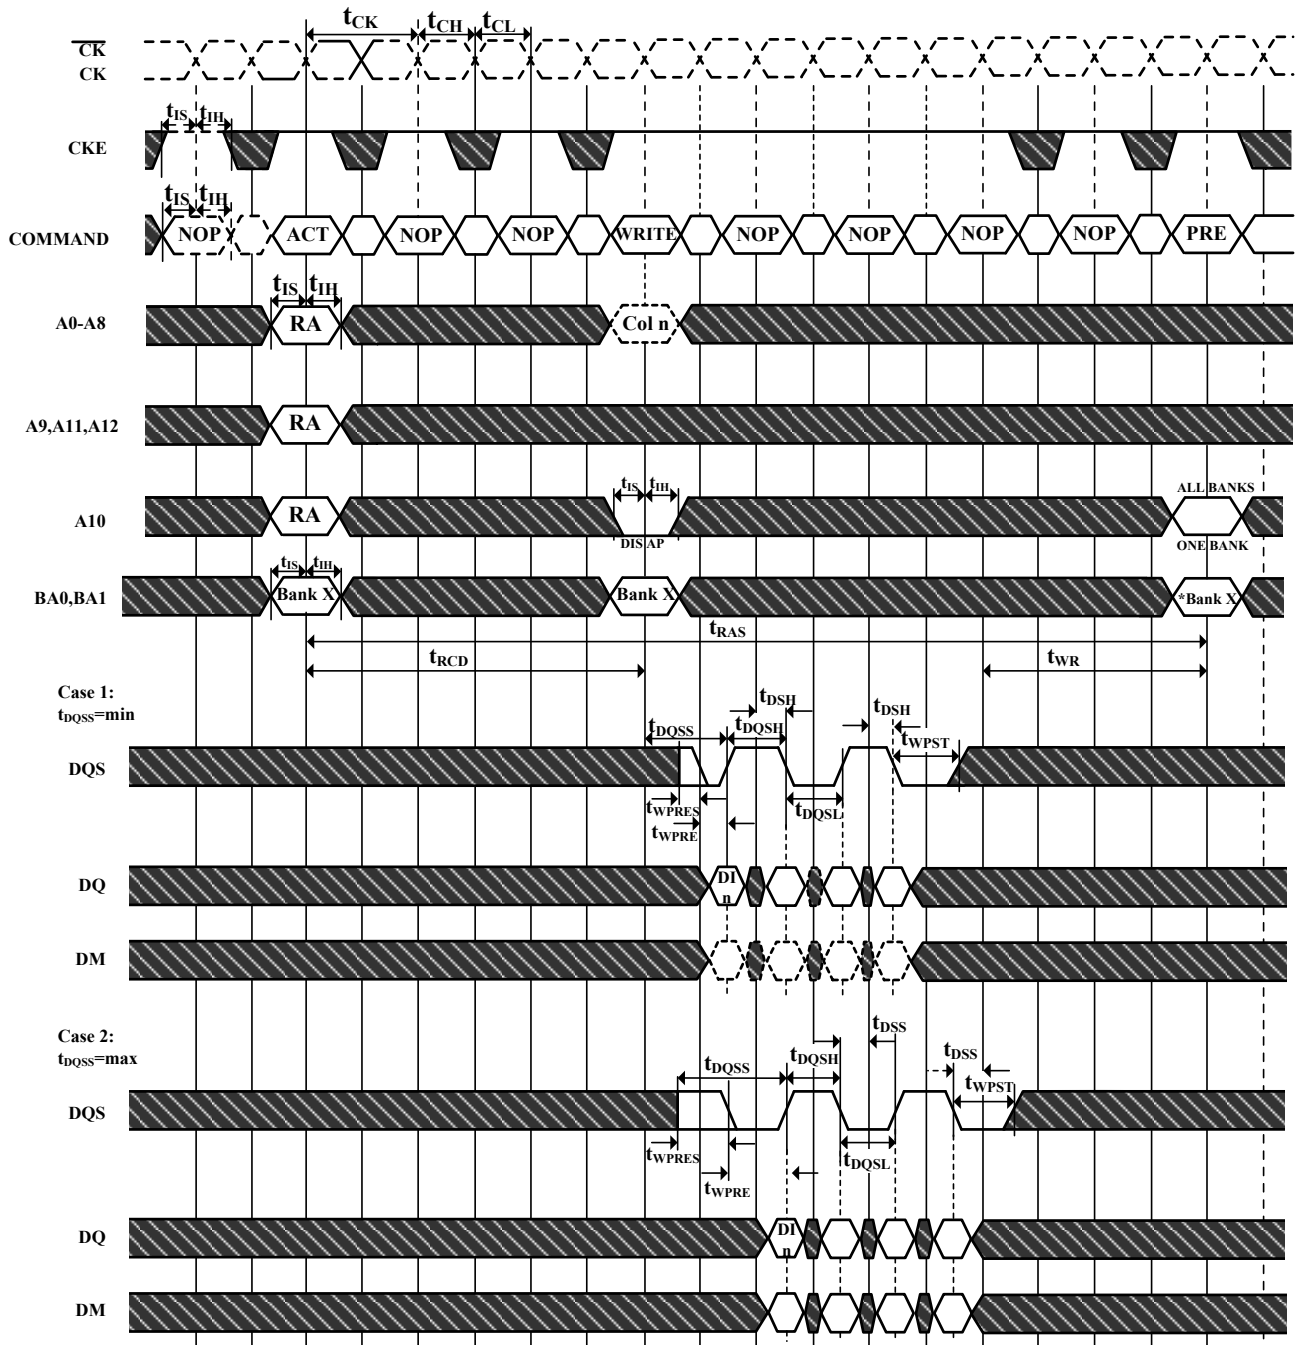 tCK tCH tCL
CK
CK
tIS tIH
CKE
tIS tIH
COMMAND NOP ACT NOP NOP WRITE NOP NOP NOP NOP PRE
tIS tIH
A0-A8 RA Col n
A9,A11,A12 RA
tIS tIH ALL BANKS
A10 RA
DIS AP ONE BANK
tIS tIH
BA0,BA1 Bank X Bank X *Bank X
tRAS
tRCD tWR
Case 1:
tDQSS=min
tDSH tDSH
tDQSS tDQSH tWPST
DQS
tWPRES tDQSL
tWPRE
DQ DI
n
DM
Case 2:
tDQSS=max
tDSS
tDQSS tDQSH tDSS
tWPST
DQS
tWPRES tDQSL
tWPRE
DQ DI
n
DM